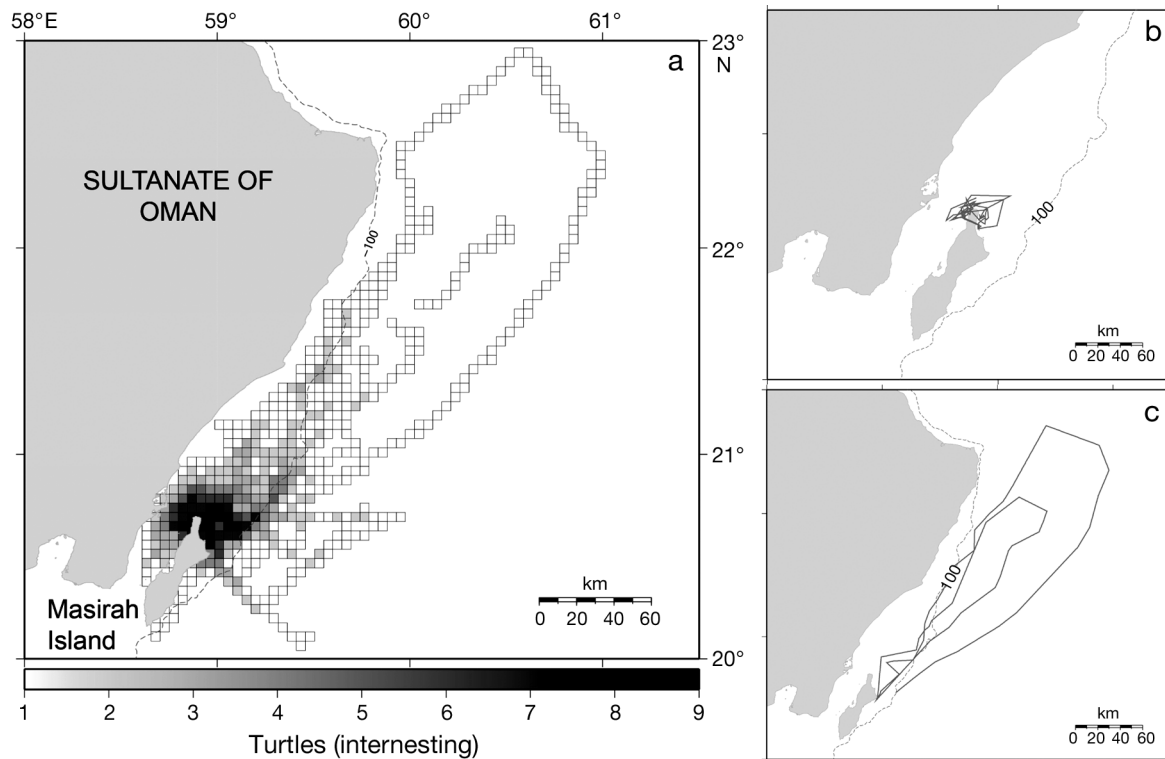 58°E 59° 60° 61°
23°
N
a
SULTANATE OF
OMAN
100
22°
21°
Masirah
Island
km
0 20 40 60
20°
1 2 3 4 5 6 7 8 9
Turtles (internesting)
b
100
km
0 20 40 60
c
100
km
0 20 40 60